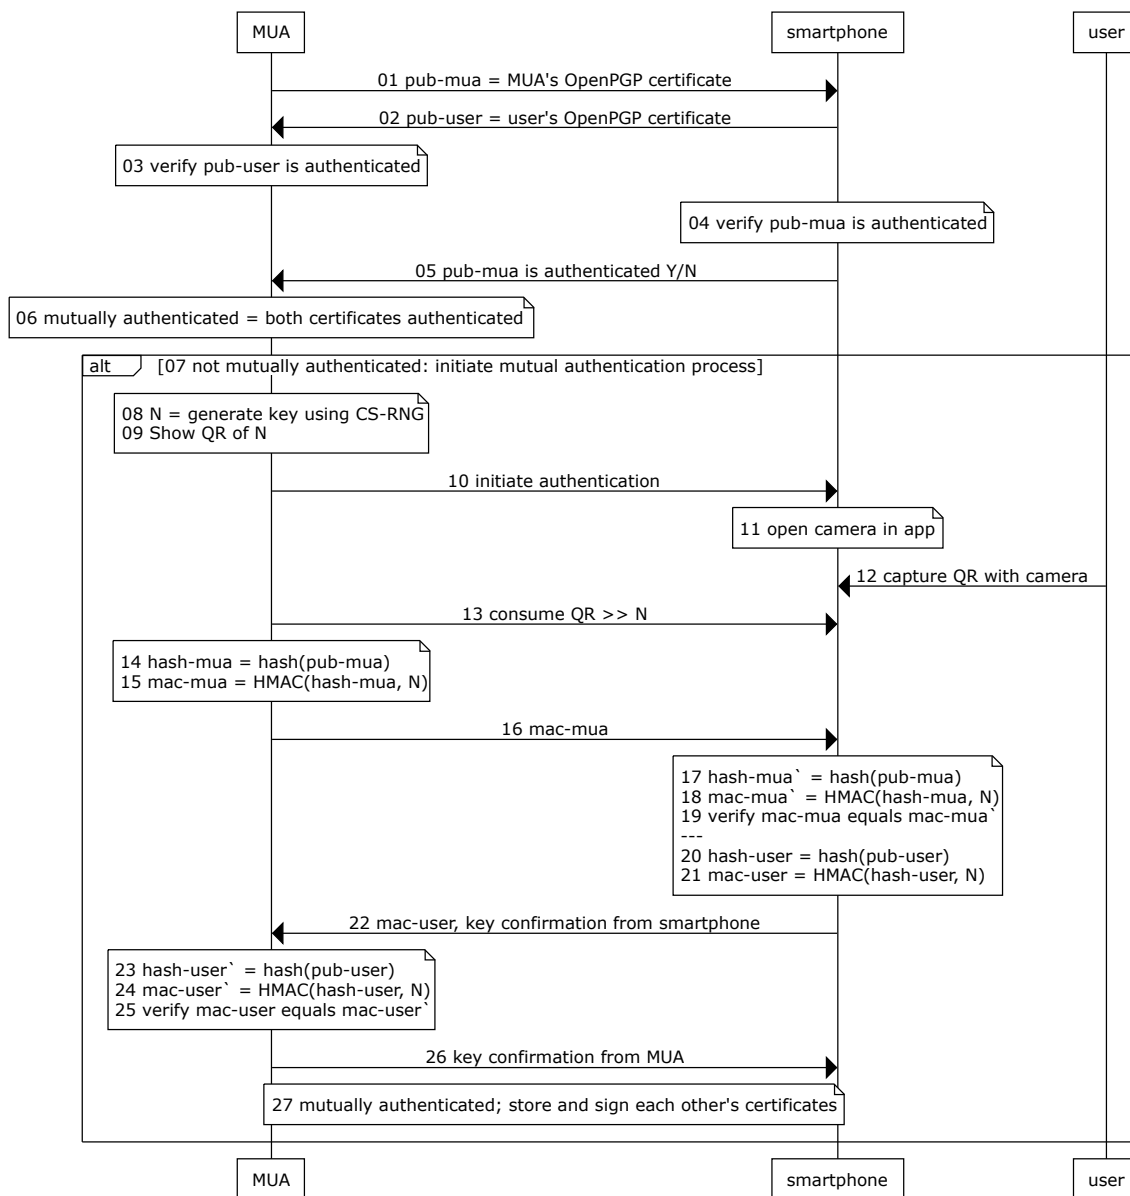 MUA
smartphone
user
01 pub-mua = MUA's OpenPGP certificate
02 pub-user = user's OpenPGP certificate
03 verify pub-user is authenticated
04 verify pub-mua is authenticated
05 pub-mua is authenticated Y/N
06 mutually authenticated = both certificates authenticated
alt [07 not mutually authenticated: initiate mutual authentication process]
08 N = generate key using CS-RNG
09 Show QR of N
10 initiate authentication
11 open camera in app
12 capture QR with camera
13 consume QR >> N
14 hash-mua = hash(pub-mua)
15 mac-mua = HMAC(hash-mua, N)
16 mac-mua
17 hash-mua` = hash(pub-mua)
18 mac-mua` = HMAC(hash-mua, N)
19 verify mac-mua equals mac-mua`
---
20 hash-user = hash(pub-user)
21 mac-user = HMAC(hash-user, N)
22 mac-user, key confirmation from smartphone
23 hash-user` = hash(pub-user)
24 mac-user` = HMAC(hash-user, N)
25 verify mac-user equals mac-user`
26 key confirmation from MUA
27 mutually authenticated; store and sign each other's certificates
MUA
smartphone
user